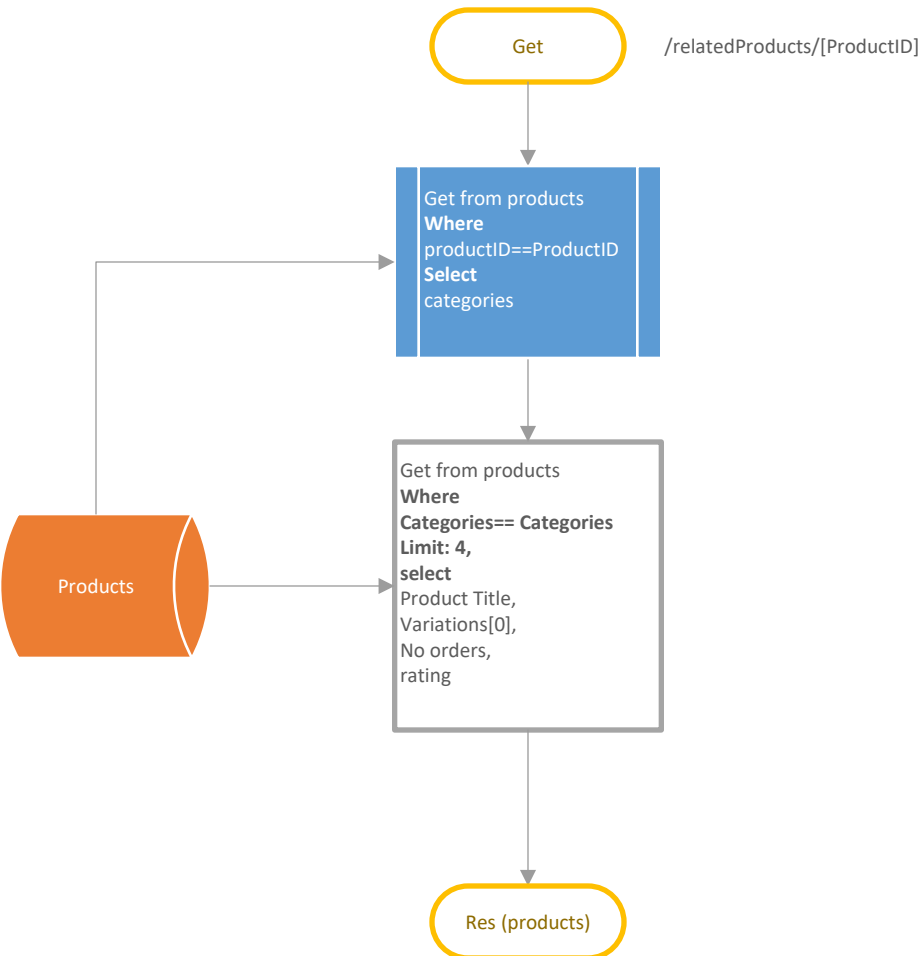 Get
/relatedProducts/[ProductID]
Get from products
Where
productID==ProductID
Select
categories
Get from products
Where
Categories== Categories
Limit: 4,
select
Product Title,
Variations[0],
No orders,
rating
Products
Res (products)